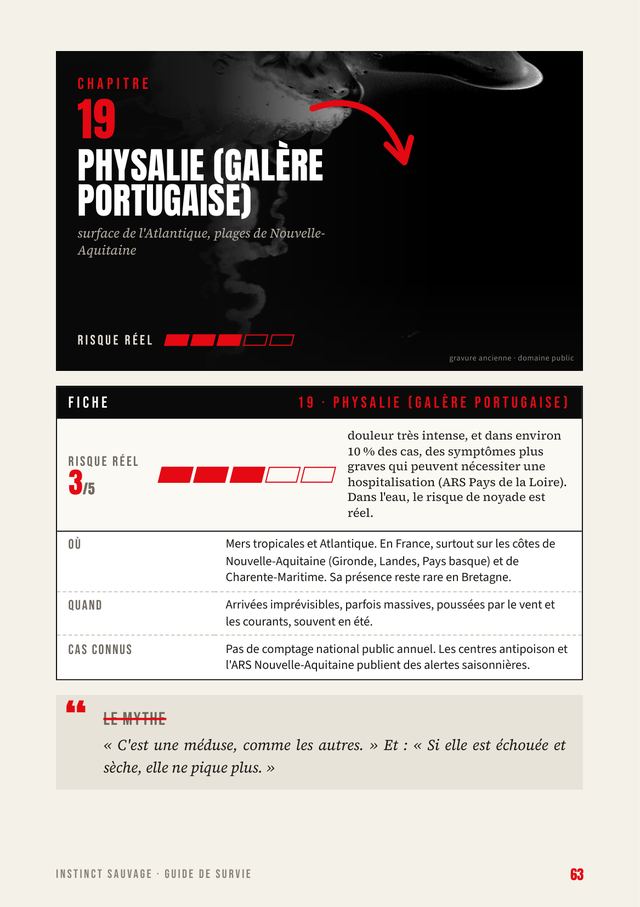 CHAPITRE
19
PHYSALIE (GALÈRE
PORTUGAISE)
surface de l'Atlantique, plages de Nouvelle-
Aquitaine
RISQUE RÉEL
gravure ancienne · domaine public
FICHE
19 · PHYSALIE (GALÈRE PORTUGAISE)
RISQUE RÉEL
3/5
douleur très intense, et dans environ
10 % des cas, des symptômes plus
graves qui peuvent nécessiter une
hospitalisation (ARS Pays de la Loire).
Dans l'eau, le risque de noyade est
réel.
OÙ
Mers tropicales et Atlantique. En France, surtout sur les côtes de
Nouvelle-Aquitaine (Gironde, Landes, Pays basque) et de
Charente-Maritime. Sa présence reste rare en Bretagne.
QUAND
Arrivées imprévisibles, parfois massives, poussées par le vent et
les courants, souvent en été.
CAS CONNUS
Pas de comptage national public annuel. Les centres antipoison et
l'ARS Nouvelle-Aquitaine publient des alertes saisonnières.
❝
LE MYTHE
« C'est une méduse, comme les autres. » Et : « Si elle est échouée et
sèche, elle ne pique plus. »
INSTINCT SAUVAGE · GUIDE DE SURVIE
63